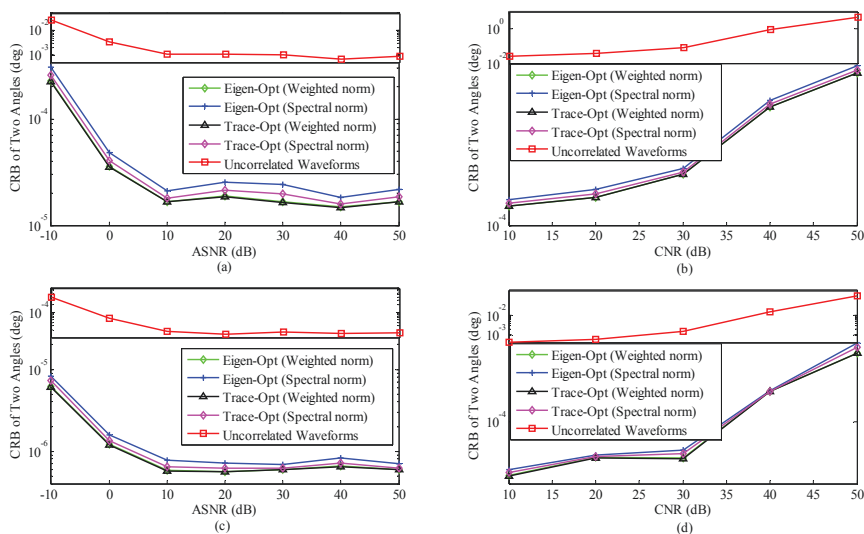 10^-2
10^-3
10^-4
10^-5
CRB of Two Angles (deg)
Eigen-Opt (Weighted norm)
Eigen-Opt (Spectral norm)
Trace-Opt (Weighted norm)
Trace-Opt (Spectral norm)
Uncorrelated Waveforms
-10 0 10 20 30 40 50
ASNR (dB)
(a)
10^0
10^-2
10^-4
CRB of Two Angles (deg)
Eigen-Opt (Weighted norm)
Eigen-Opt (Spectral norm)
Trace-Opt (Weighted norm)
Trace-Opt (Spectral norm)
Uncorrelated Waveforms
10 15 20 25 30 35 40 45 50
CNR (dB)
(b)
10^-4
10^-5
10^-6
CRB of Two Angles (deg)
Eigen-Opt (Weighted norm)
Eigen-Opt (Spectral norm)
Trace-Opt (Weighted norm)
Trace-Opt (Spectral norm)
Uncorrelated Waveforms
-10 0 10 20 30 40 50
ASNR (dB)
(c)
10^-2
10^-3
10^-4
CRB of Two Angles (deg)
Eigen-Opt (Weighted norm)
Eigen-Opt (Spectral norm)
Trace-Opt (Weighted norm)
Trace-Opt (Spectral norm)
Uncorrelated Waveforms
10 15 20 25 30 35 40 45 50
CNR (dB)
(d)